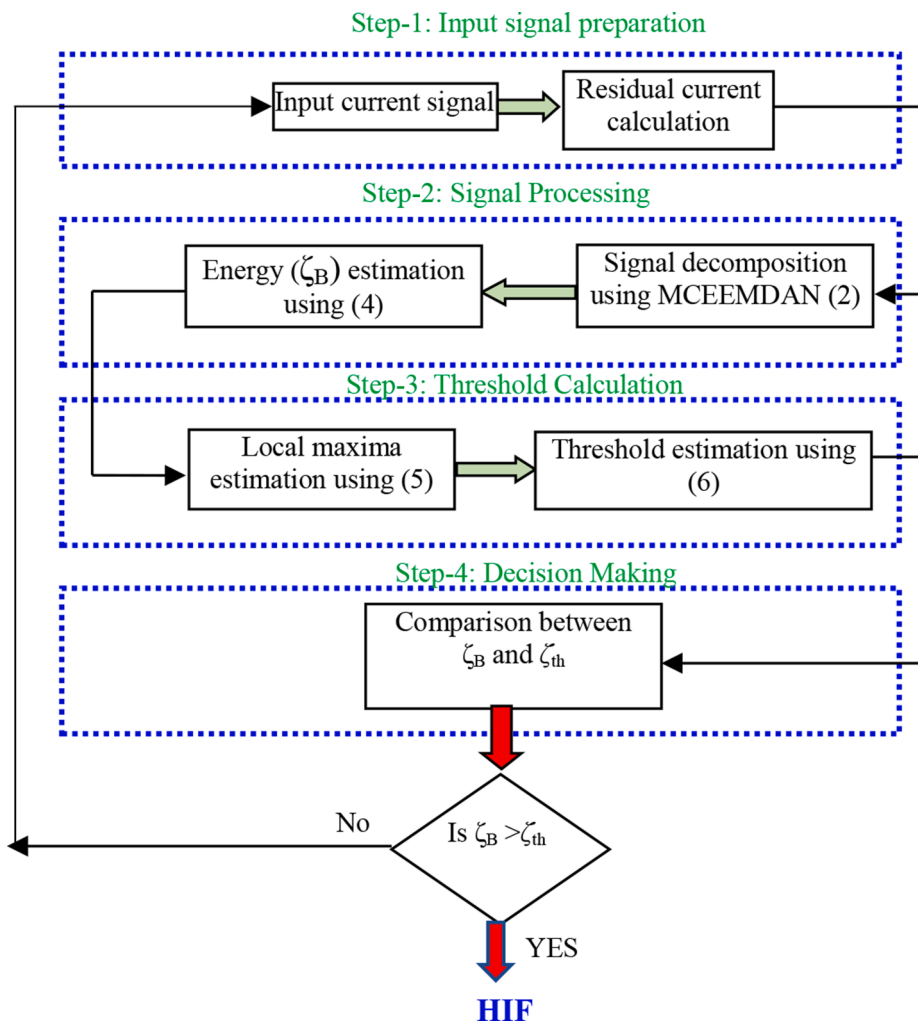 Step-1: Input signal preparation
Input current signal
Residual current
calculation
Step-2: Signal Processing
Signal decomposition
using MCEEMDAN (2)
Energy (ζB) estimation
using (4)
Step-3: Threshold Calculation
Local maxima
estimation using (5)
Threshold estimation using
(6)
Step-4: Decision Making
Comparison between
ζB and ζth
Is ζB >ζth
No
YES
HIF